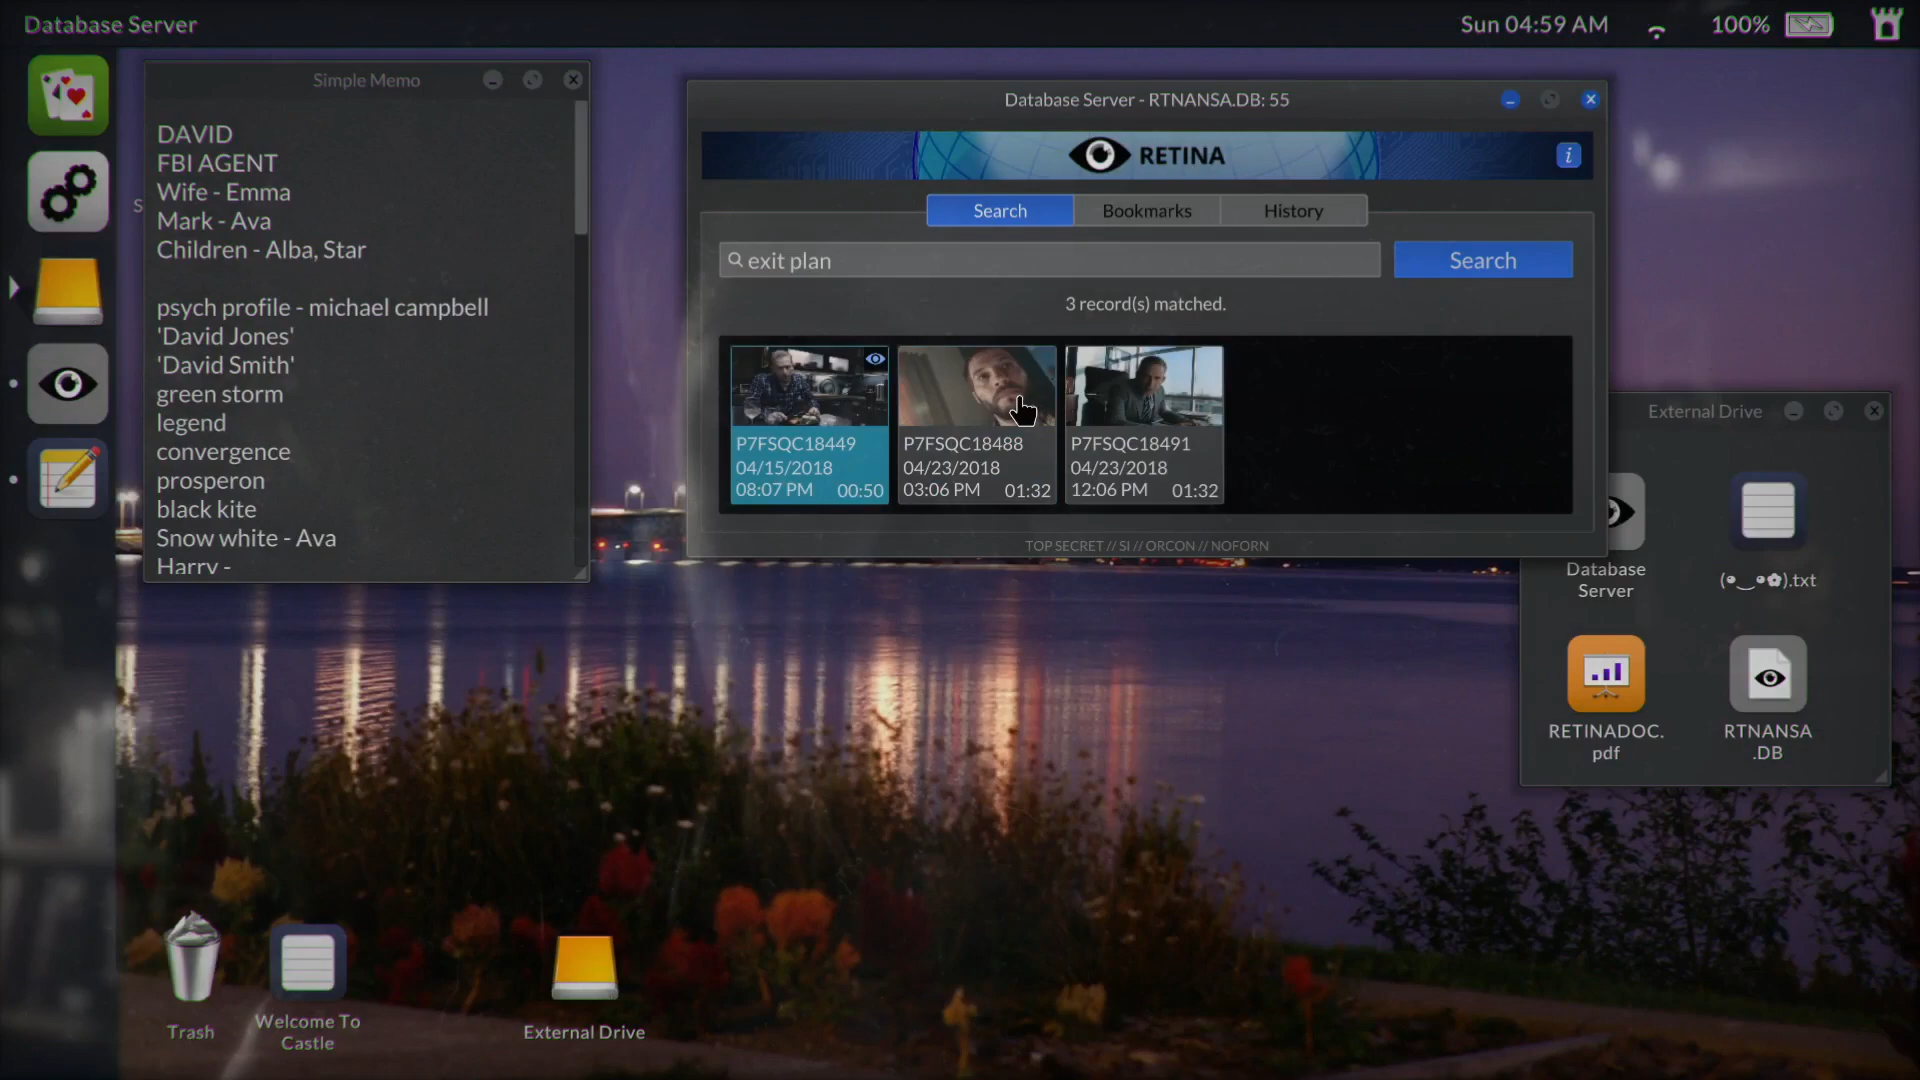 Database Server
Sun 04:59 AM
100%
Simple Memo
DAVID
FBI AGENT
Wife - Emma
Mark - Ava
Children - Alba, Star
psych profile - michael campbell
'David Jones'
'David Smith'
green storm
legend
convergence
prosperon
black kite
Snow white - Ava
Harry -
S
Database Server - RTNANSA.DB: 55
RETINA
i
Search
Bookmarks
History
exit plan
Search
3 record(s) matched.
P7FSQC18449
04/15/2018
08:07 PM 00:50
P7FSQC18488
04/23/2018
03:06 PM 01:32
P7FSQC18491
04/23/2018
12:06 PM 01:32
TOP SECRET // SI // ORCON // NOFORN
External Drive
Database
Server
(•‿•✿).txt
RETINADOC.
pdf
RTNANSA
.DB
Trash
Welcome To
Castle
External Drive